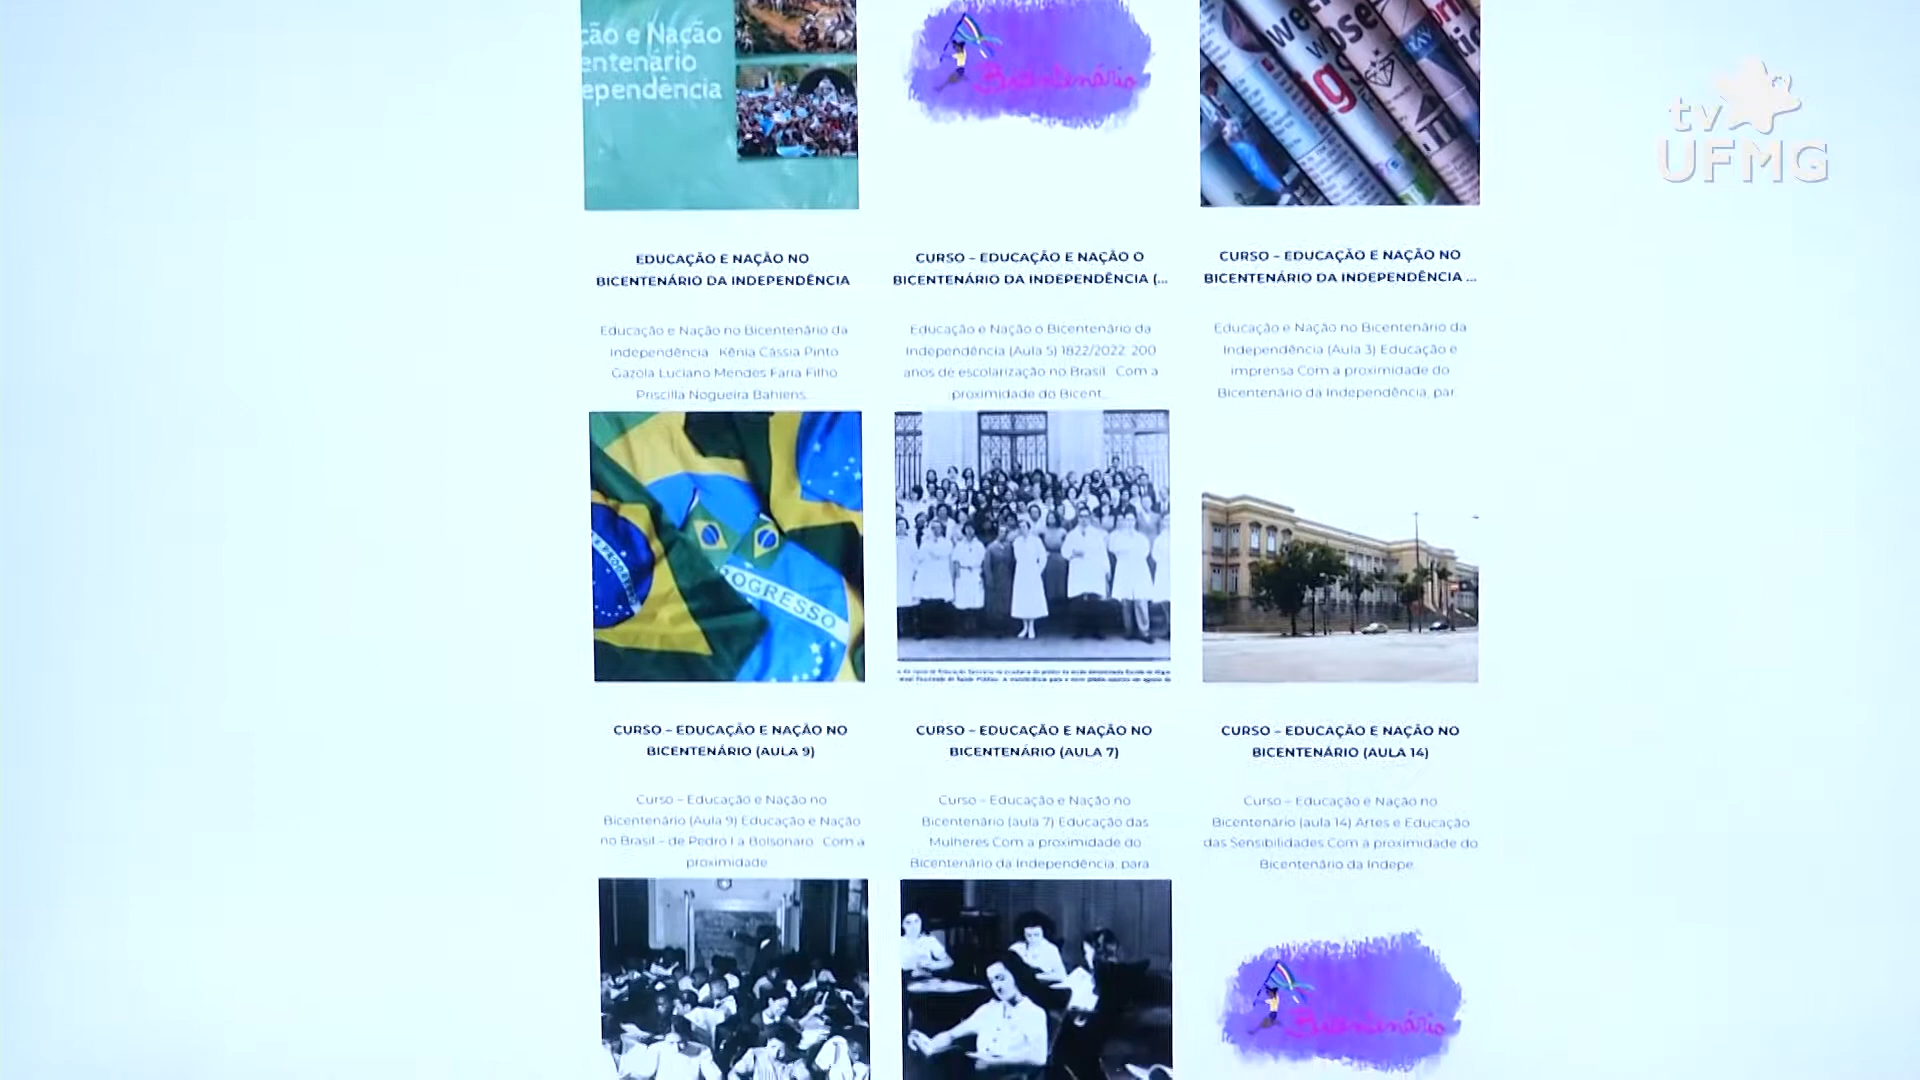 ção e Nação
entenário
ependência
Bicentenário
ig
tv
UFMG
EDUCAÇÃO E NAÇÃO NO
BICENTENÁRIO DA INDEPENDÊNCIA
CURSO – EDUCAÇÃO E NAÇÃO O
BICENTENÁRIO DA INDEPENDÊNCIA (...
CURSO – EDUCAÇÃO E NAÇÃO NO
BICENTENÁRIO DA INDEPENDÊNCIA ...
Educação e Nação no Bicentenário da
Independência Kênia Cássia Pinto
Gazola Luciano Mendes Faria Filho
Priscilla Nogueira Bahiens...
Educação e Nação o Bicentenário da
Independência (Aula 5) 1822/2022: 200
anos de escolarização no Brasil Com a
proximidade do Bicent...
Educação e Nação no Bicentenário da
Independência (Aula 3) Educação e
imprensa Com a proximidade do
Bicentenário da Independência, par...
OGRESSO
CURSO – EDUCAÇÃO E NAÇÃO NO
BICENTENÁRIO (AULA 9)
CURSO – EDUCAÇÃO E NAÇÃO NO
BICENTENÁRIO (AULA 7)
CURSO – EDUCAÇÃO E NAÇÃO NO
BICENTENÁRIO (AULA 14)
Curso – Educação e Nação no
Bicentenário (Aula 9) Educação e Nação
no Brasil – de Pedro I a Bolsonaro Com a
proximidade
Curso – Educação e Nação no
Bicentenário (aula 7) Educação das
Mulheres Com a proximidade do
Bicentenário da Independência, para
Curso – Educação e Nação no
Bicentenário (aula 14) Artes e Educação
das Sensibilidades Com a proximidade do
Bicentenário da Indepe
Bicentenário